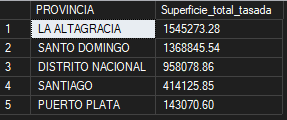 PROVINCIA Superficie_total_tasada
1 LA ALTAGRACIA 1545273.28
2 SANTO DOMINGO 1368845.54
3 DISTRITO NACIONAL 958078.86
4 SANTIAGO 414125.85
5 PUERTO PLATA 143070.60